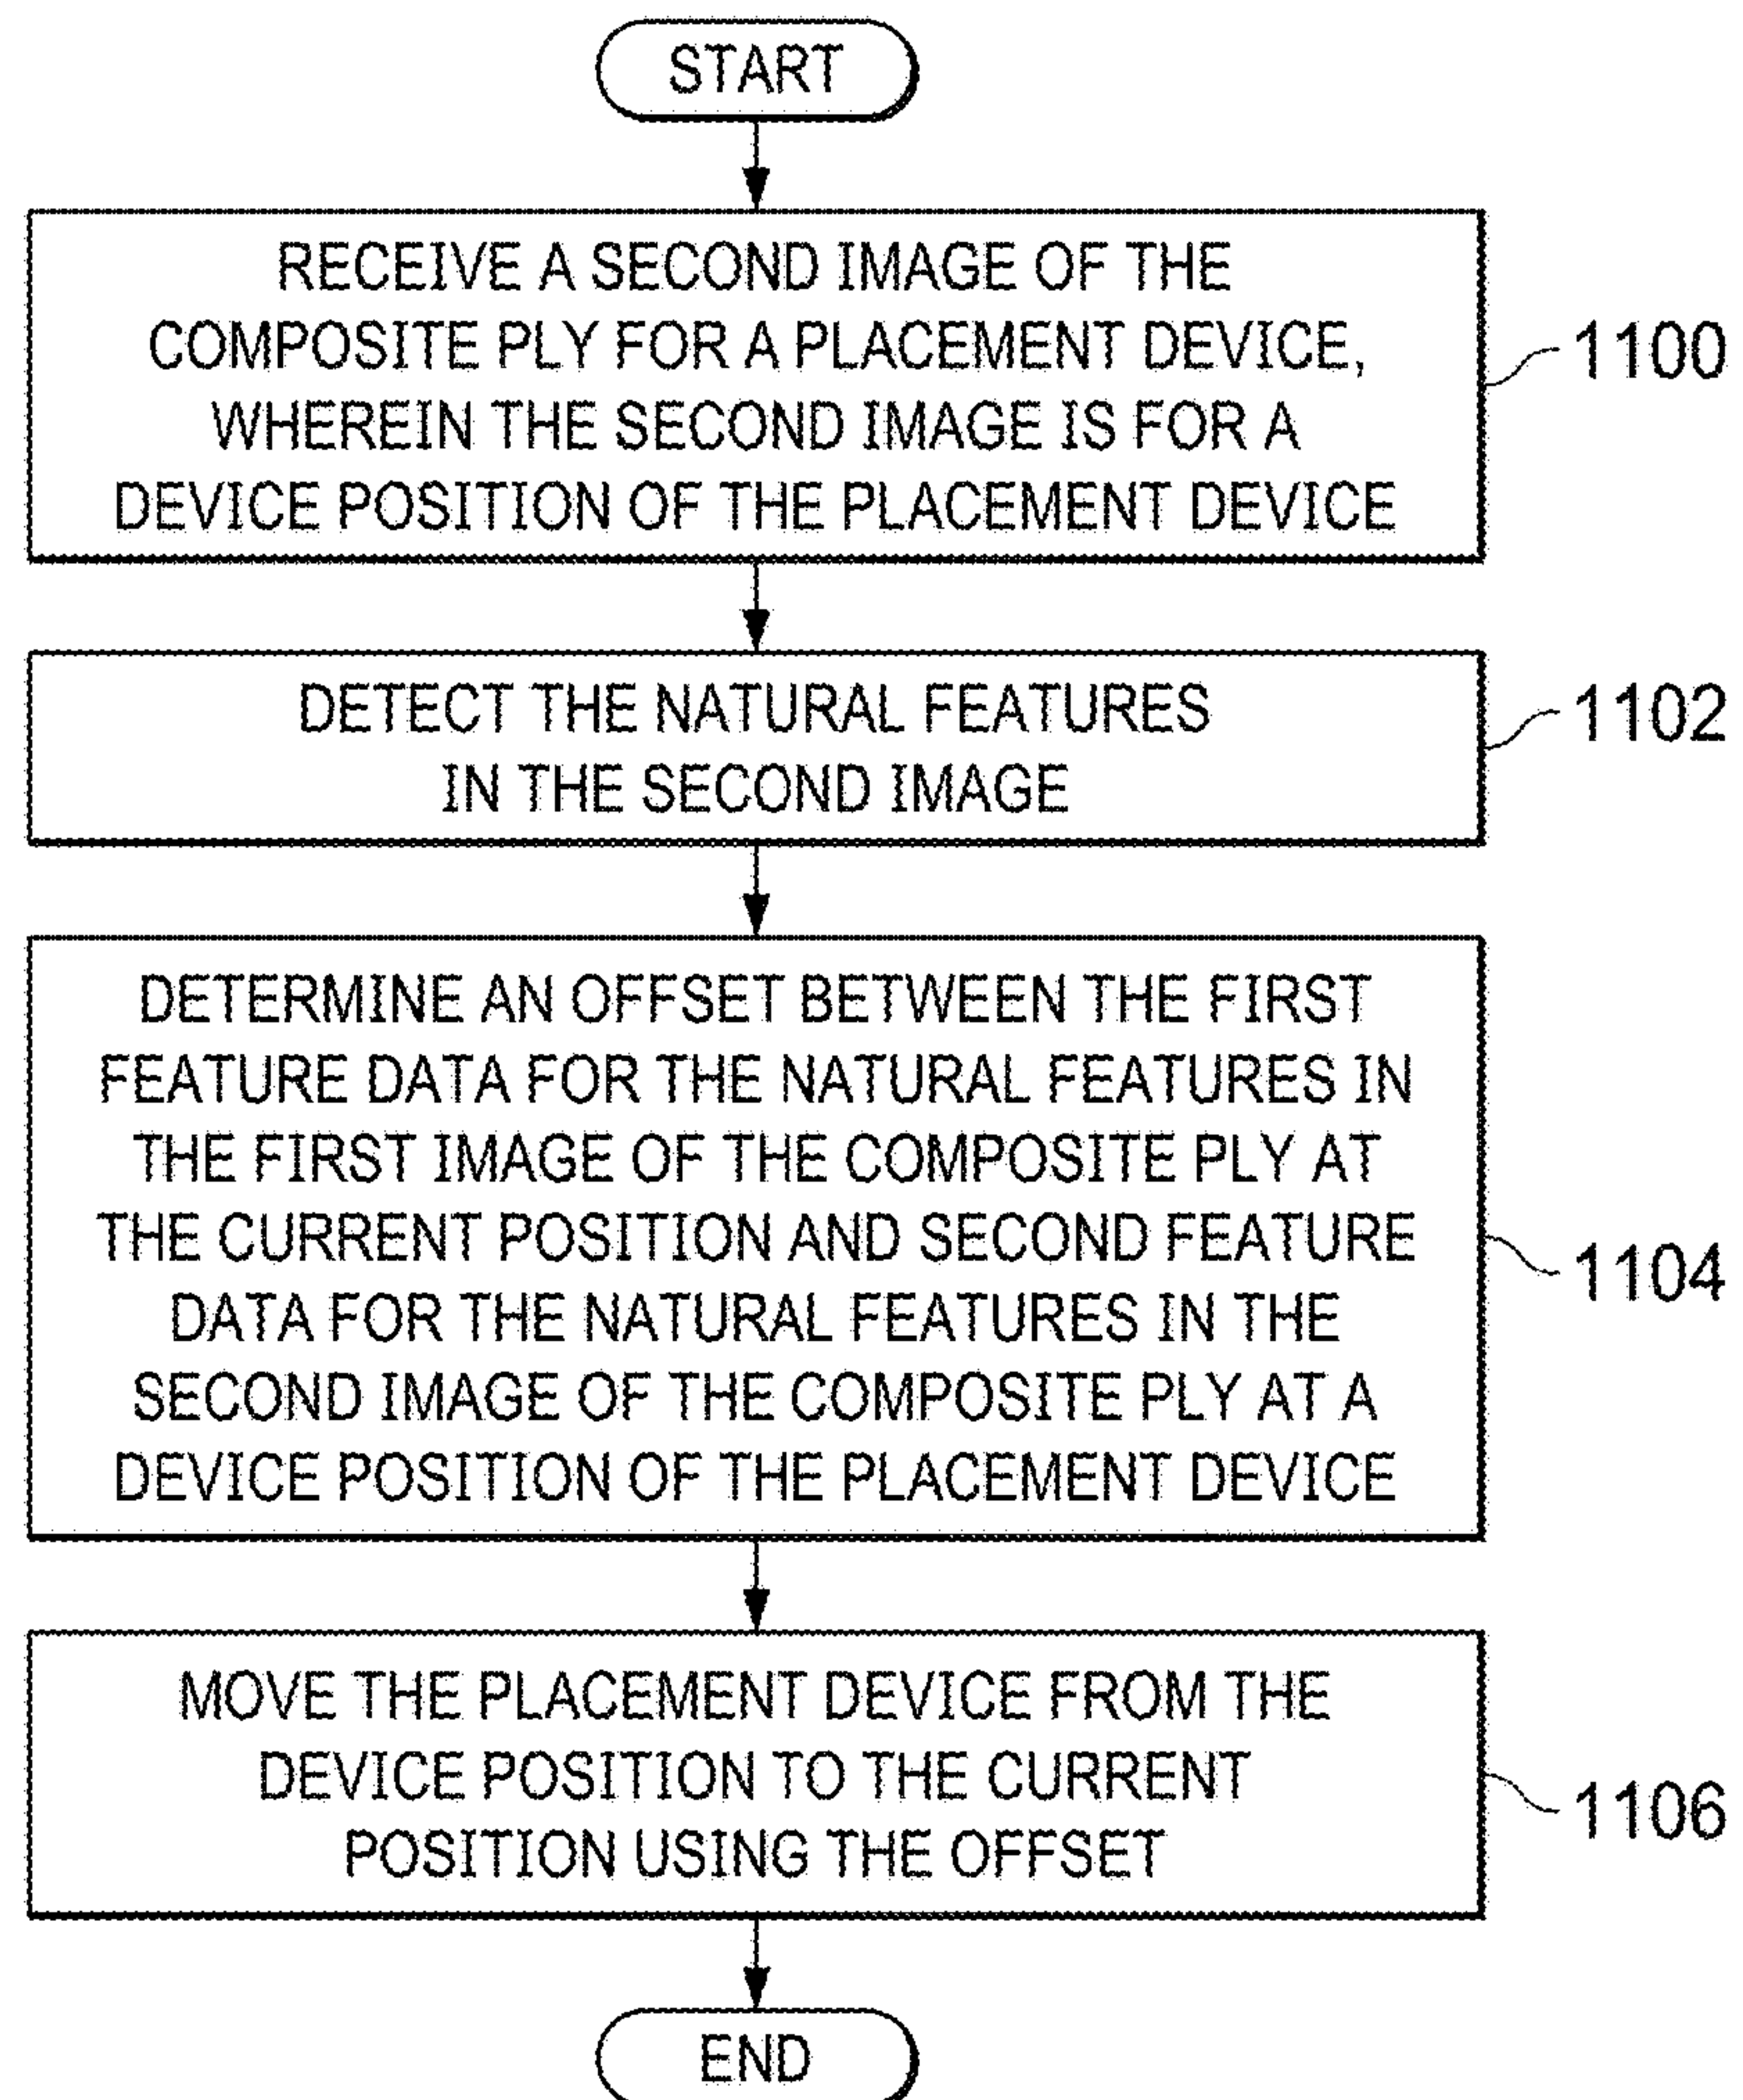 START
RECEIVE A SECOND IMAGE OF THE
COMPOSITE PLY FOR A PLACEMENT DEVICE,
WHEREIN THE SECOND IMAGE IS FOR A
DEVICE POSITION OF THE PLACEMENT DEVICE
1100
DETECT THE NATURAL FEATURES
IN THE SECOND IMAGE
1102
DETERMINE AN OFFSET BETWEEN THE FIRST
FEATURE DATA FOR THE NATURAL FEATURES IN
THE FIRST IMAGE OF THE COMPOSITE PLY AT
THE CURRENT POSITION AND SECOND FEATURE
DATA FOR THE NATURAL FEATURES IN THE
SECOND IMAGE OF THE COMPOSITE PLY AT A
DEVICE POSITION OF THE PLACEMENT DEVICE
1104
MOVE THE PLACEMENT DEVICE FROM THE
DEVICE POSITION TO THE CURRENT
POSITION USING THE OFFSET
1106
END